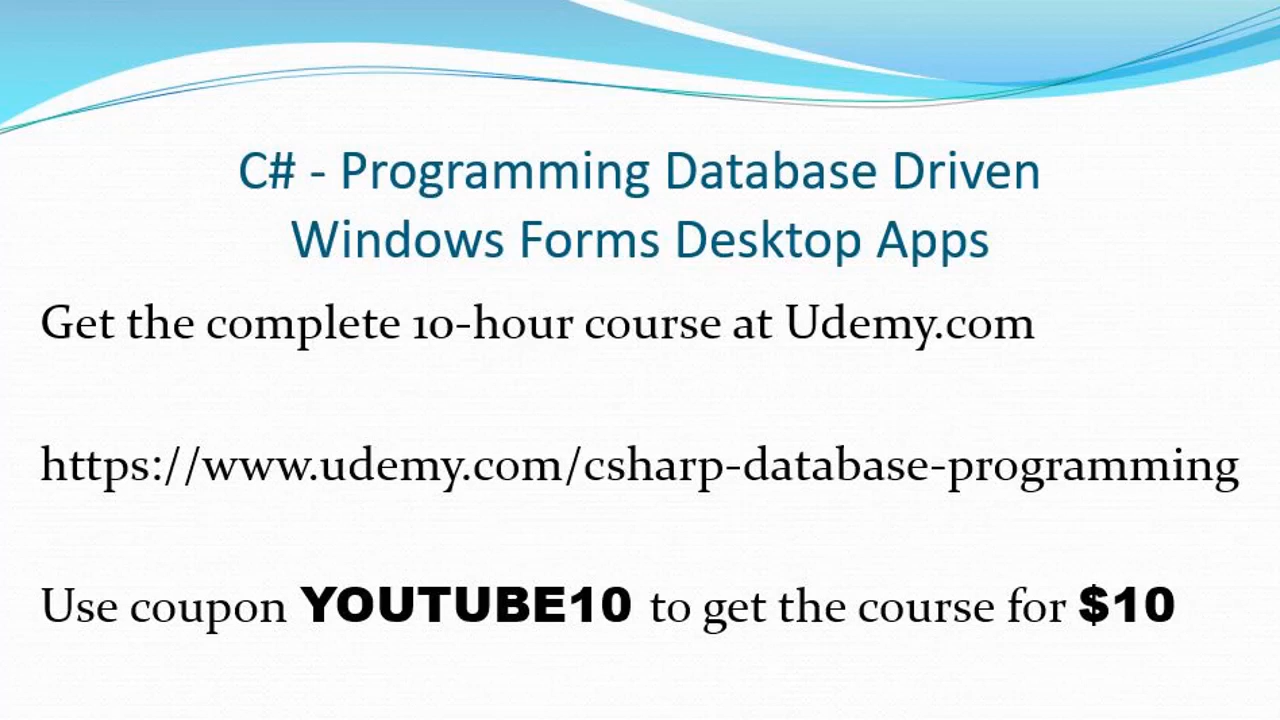 C# - Programming Database Driven
Windows Forms Desktop Apps
Get the complete 10-hour course at Udemy.com
https://www.udemy.com/csharp-database-programming
Use coupon YOUTUBE10 to get the course for $10